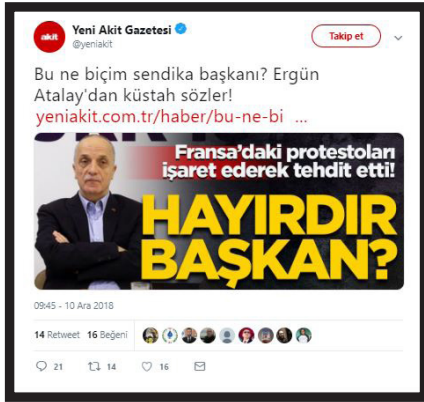 akit
Yeni Akit Gazetesi
@yeniakit
Takip et
Bu ne biçim sendika başkanı? Ergün
Atalay'dan küstah sözler!
yeniakit.com.tr/haber/bu-ne-bi ...
Fransa'daki protestoları
işaret ederek tehdit etti!
HAYIRDIR
BAŞKAN?
09:45 - 10 Ara 2018
14 Retweet 16 Beğeni
21 14 16